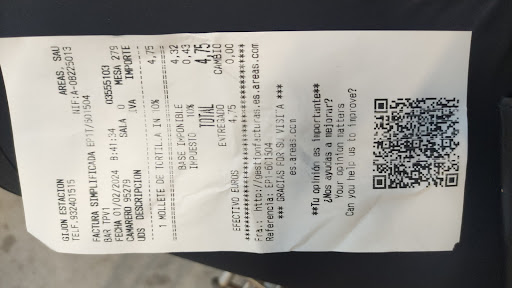 GIJON ESTACION AREAS, SAU
TELF.932401515 NIF:A-08225013
FACTURA SIMPLIFICADA EP1T/901504
BAR TPV1 03555103
FECHA 01/02/2024 8:41:34 MESA 279
CAMARERO 95279 SALA 0
UDS DESCRIPCION IVA IMPORTE
1 MOLLETE DE TORTILLA IN 10% 4,75
BASE IMPONIBLE 4,32
IMPUESTO 10% 0,43
TOTAL 4,75
ENTREGADO CAMBIO
EFECTIVO EUROS 4,75 0,00
Fra.: http://gestionfacturas.es.areas.com
Referencia: EP1-
*** GRACIAS POR SU VISITA ***
es.areas.com
**Tu opinión es importante**
¿Nos ayudas a mejorar?
Your opinion matters
Can you help us to improve?